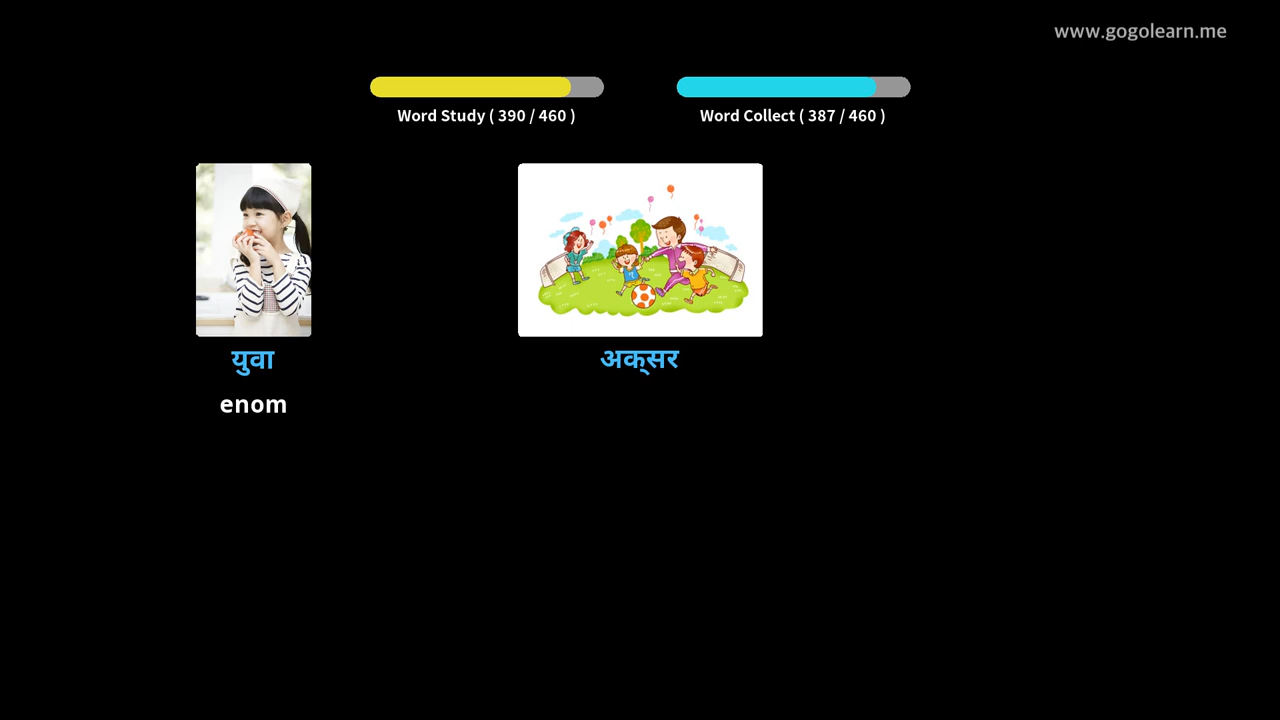 www.gogolearn.me
Word Study ( 390 / 460 )
Word Collect ( 387 / 460 )
युवा
अक्सर
enom